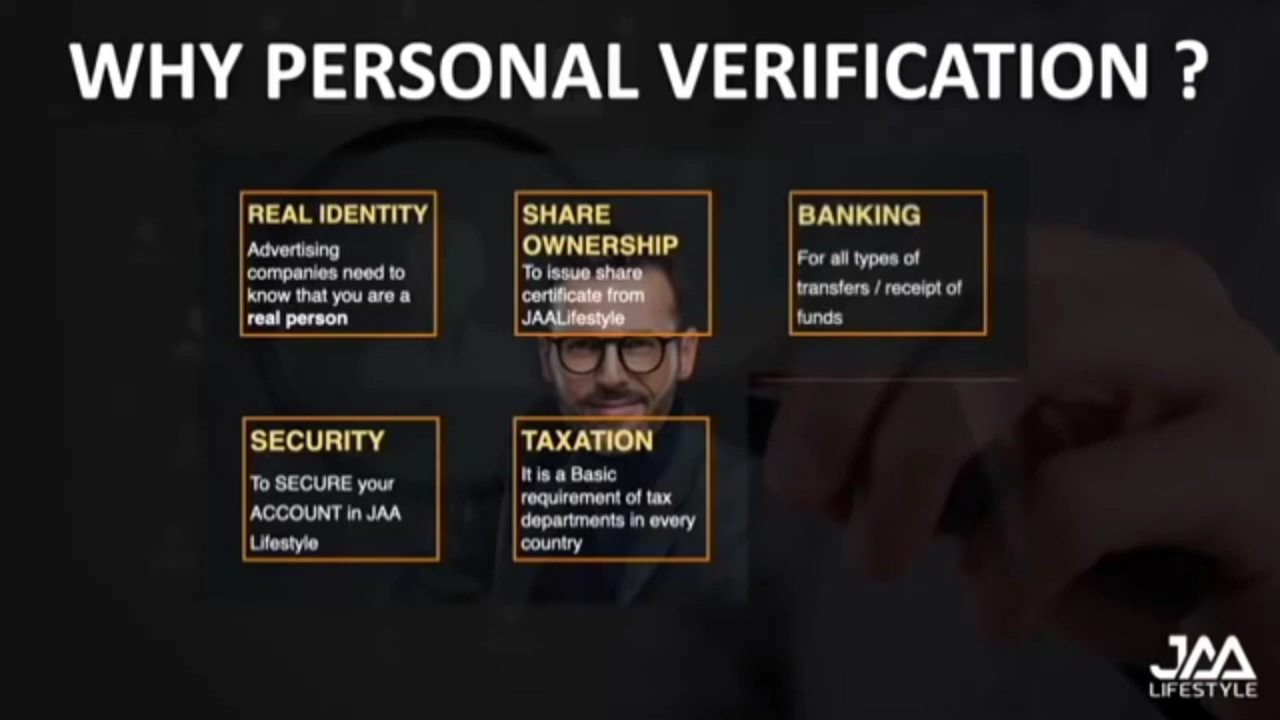 WHY PERSONAL VERIFICATION ?
REAL IDENTITY
Advertising
companies need to
know that you are a
real person
SHARE
OWNERSHIP
To issue share
certificate from
JAALifestyle
BANKING
For all types of
transfers / receipt of
funds
SECURITY
To SECURE your
ACCOUNT in JAA
Lifestyle
TAXATION
It is a Basic
requirement of tax
departments in every
country
JAA
LIFESTYLE